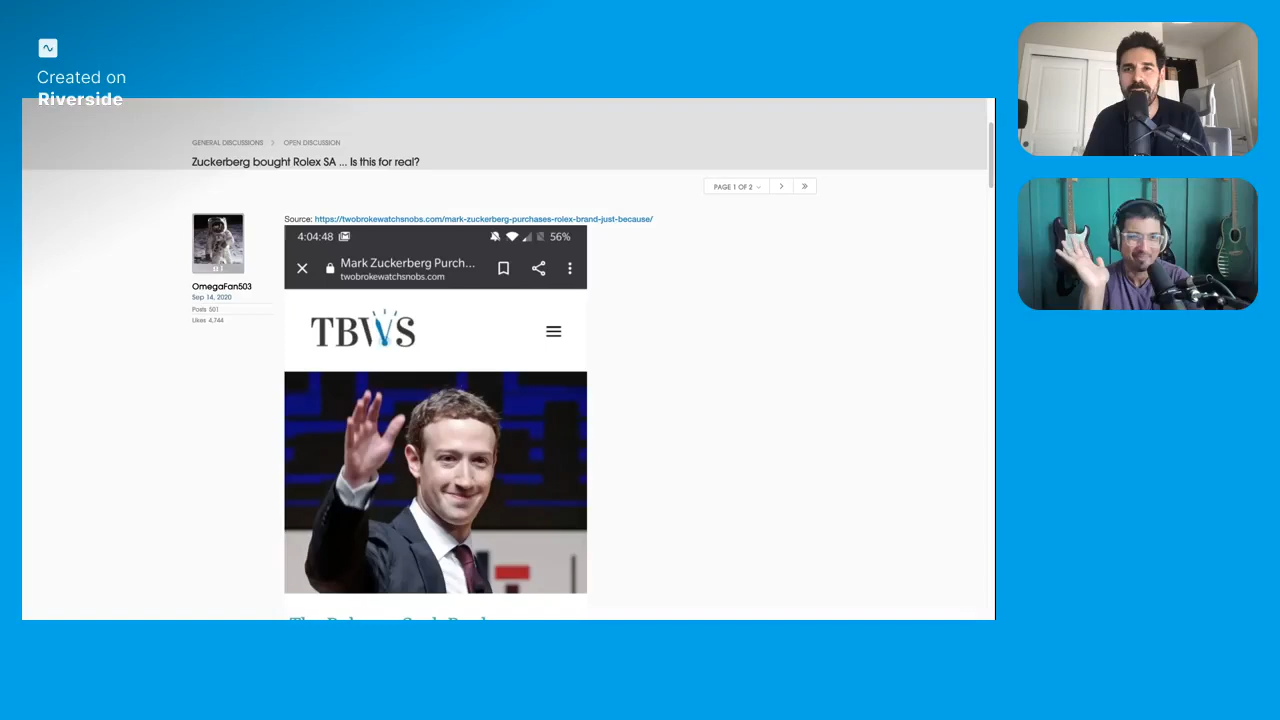 Created on
Riverside
GENERAL DISCUSSIONS > OPEN DISCUSSION
Zuckerberg bought Rolex SA ... Is this for real?
PAGE 1 OF 2
Source: https://twobrokewatchsnobs.com/mark-zuckerberg-purchases-rolex-brand-just-because/
4:04:48
56%
Mark Zuckerberg Purch...
twobrokewatchsnobs.com
OmegaFan503
Sep 14, 2020
Posts 501
Likes 4,744
TBWS